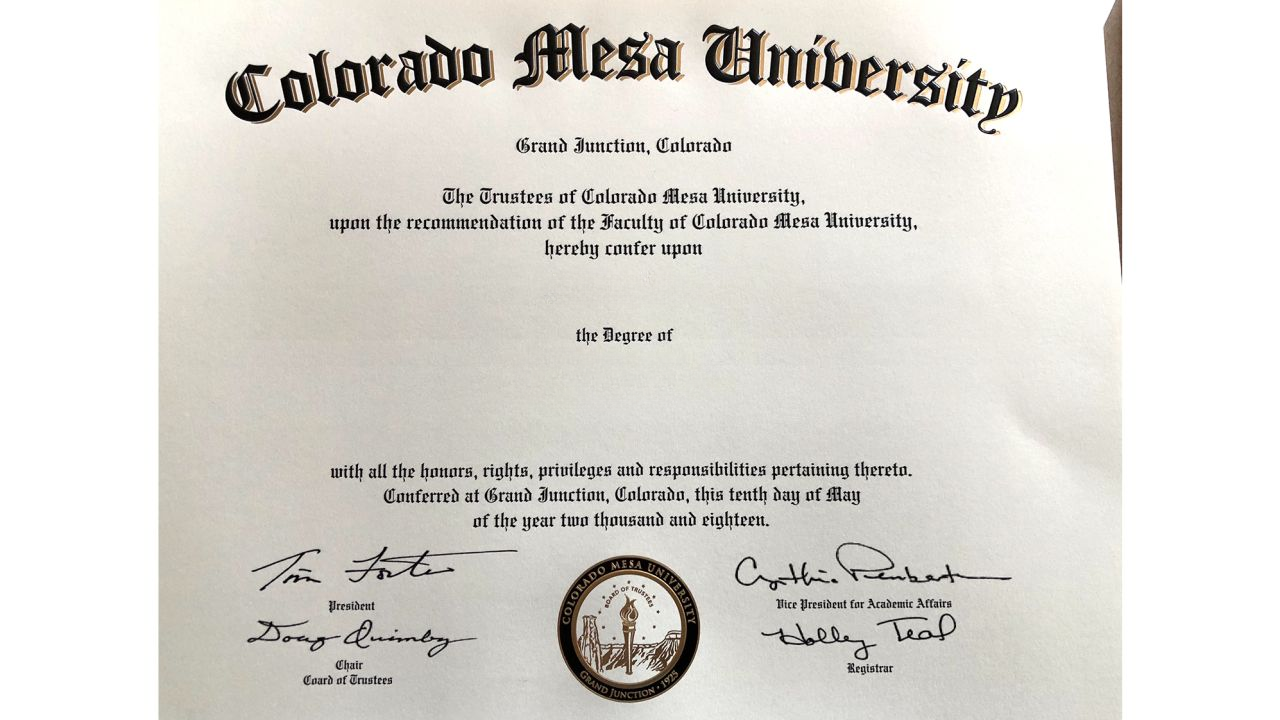 Colorado Mesa University
Grand Junction, Colorado
The Trustees of Colorado Mesa University,
upon the recommendation of the Faculty of Colorado Mesa University,
hereby confer upon
the Degree of
with all the honors, rights, privileges and responsibilities pertaining thereto.
Conferred at Grand Junction, Colorado, this tenth day of May
of the year two thousand and eighteen.
Tim Foster
President
Doug Quimby
Chair
Coard of Trustees
COLORADO MESA UNIVERSITY
BOARD OF TRUSTEES
GRAND JUNCTION • 1925
Cynthia Pemberton
Vice President for Academic Affairs
Holly Teal
Registrar